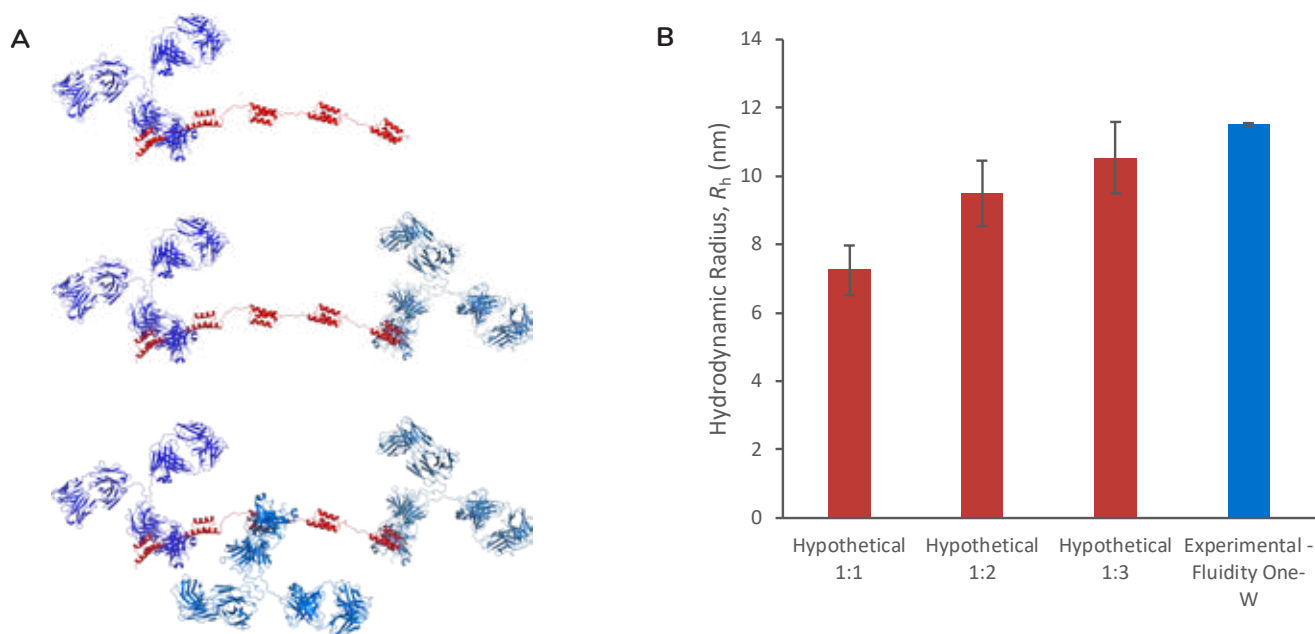 A
B
Hydrodynamic Radius, Rh (nm)
14
12
10
8
6
4
2
0
Hypothetical
1:1
Hypothetical
1:2
Hypothetical
1:3
Experimental -
Fluidity One-
W